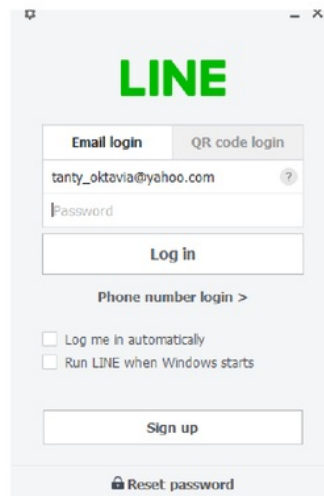 LINE
Email login QR code login
tanty_oktavia@yahoo.com ?
Password
Log in
Phone number login >
Log me in automatically
Run LINE when Windows starts
Sign up
Reset password